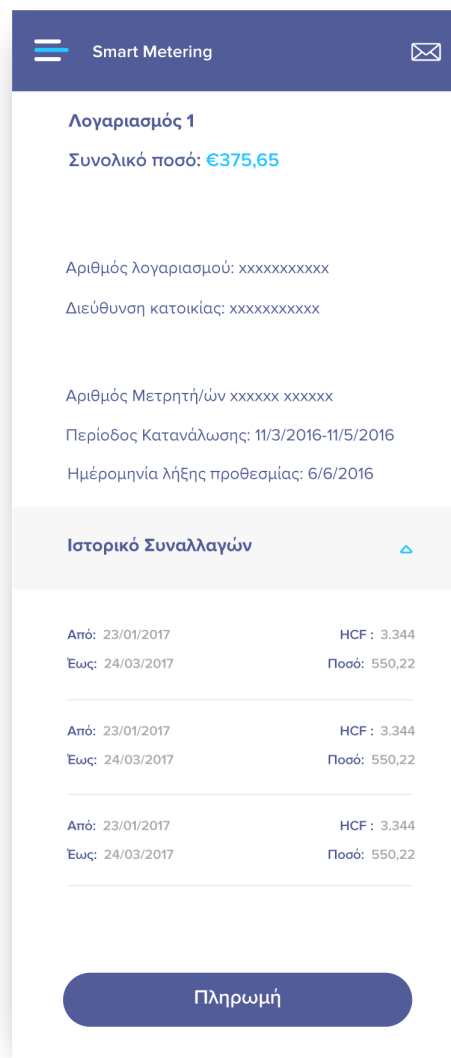 Smart Metering
Λογαριασμός 1
Συνολικό ποσό: €375,65
Αριθμός λογαριασμού: xxxxxxxxxxx
Διεύθυνση κατοικίας: xxxxxxxxxxx
Αριθμός Μετρητή/ών xxxxxx xxxxxx
Περίοδος Κατανάλωσης: 11/3/2016-11/5/2016
Ημέρομηνία λήξης προθεσμίας: 6/6/2016
Ιστορικό Συναλλαγών
Από: 23/01/2017 HCF : 3.344
Έως: 24/03/2017 Ποσό: 550,22
Από: 23/01/2017 HCF : 3.344
Έως: 24/03/2017 Ποσό: 550,22
Από: 23/01/2017 HCF : 3.344
Έως: 24/03/2017 Ποσό: 550,22
Πληρωμή